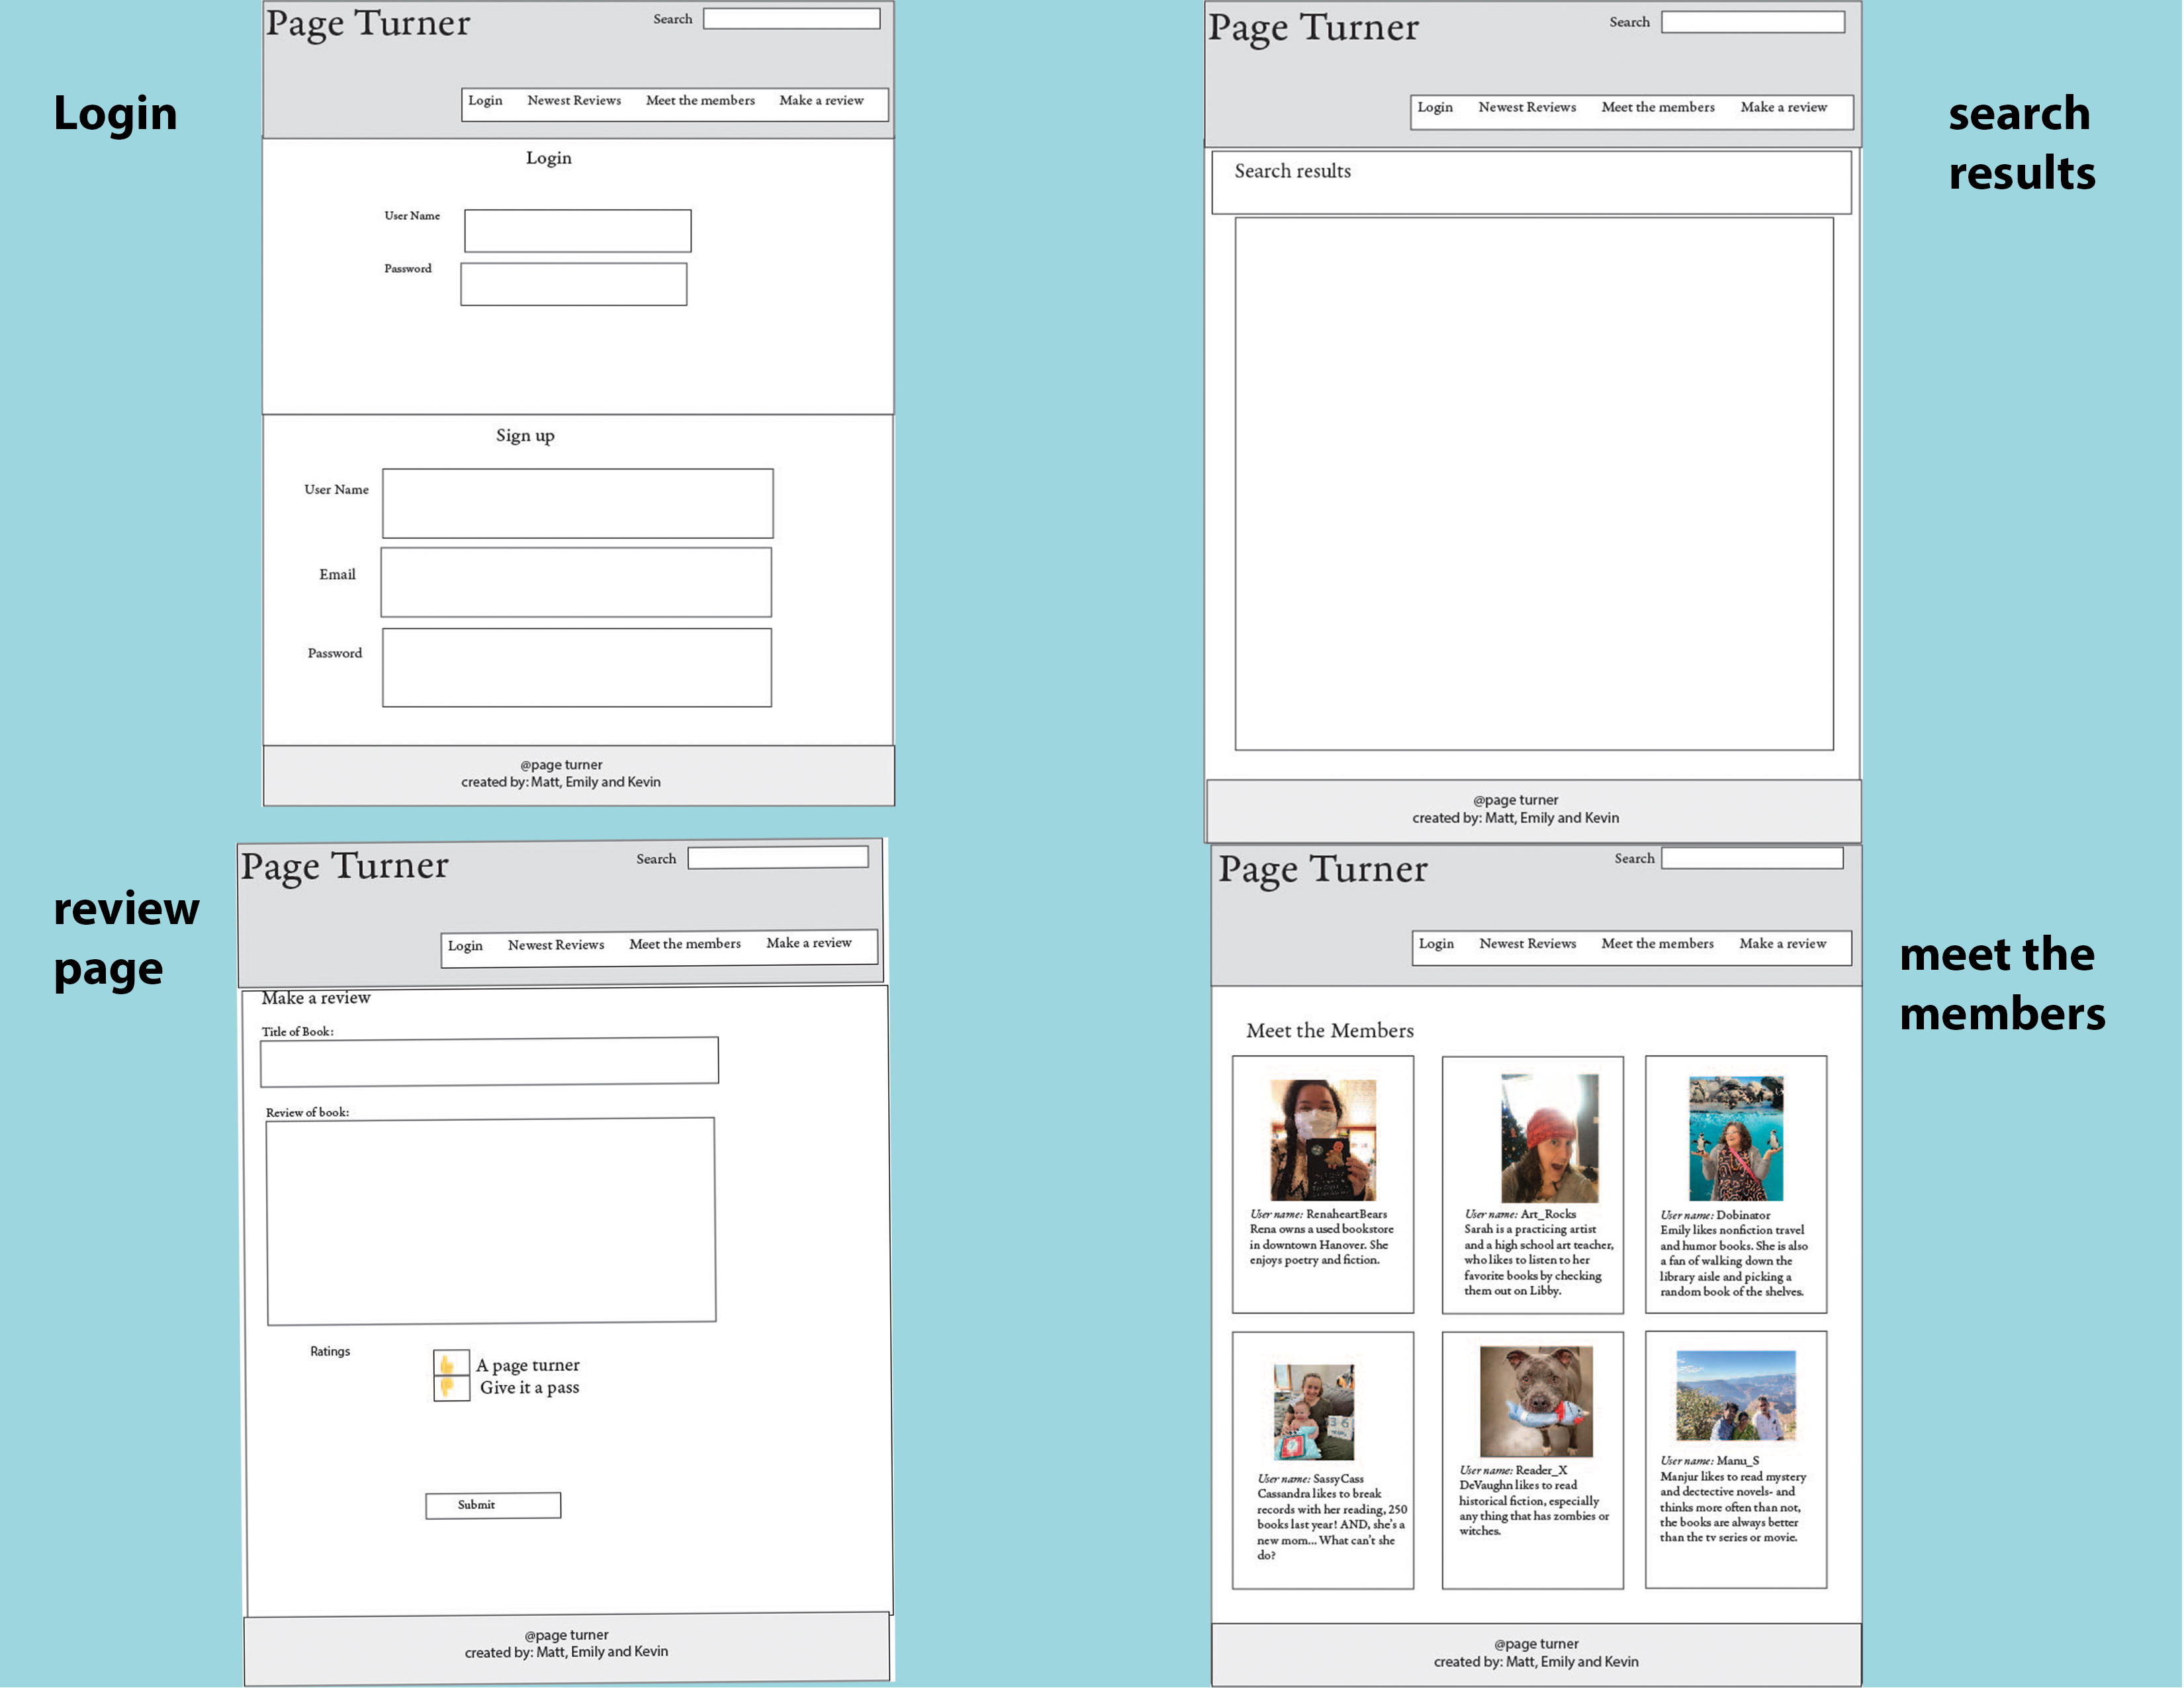 Login
Page Turner
Search
Login Newest Reviews Meet the members Make a review
Login
User Name
Password
Sign up
User Name
Email
Password
@page turner
created by: Matt, Emily and Kevin
search
results
Page Turner
Search
Login Newest Reviews Meet the members Make a review
Search results
@page turner
created by: Matt, Emily and Kevin
review
page
Page Turner
Search
Login Newest Reviews Meet the members Make a review
Make a review
Title of Book:
Review of book:
Ratings
A page turner
Give it a pass
Submit
@page turner
created by: Matt, Emily and Kevin
meet the
members
Page Turner
Search
Login Newest Reviews Meet the members Make a review
Meet the Members
User name: RenaheartBears
Rena owns a used bookstore
in downtown Hanover. She
enjoys poetry and fiction.
User name: Art_Rocks
Sarah is a practicing artist
and a high school art teacher,
who likes to listen to her
favorite books by checking
them out on Libby.
User name: Dobinator
Emily likes nonfiction travel
and humor books. She is also
a fan of walking down the
library aisle and picking a
random book of the shelves.
User name: SassyCass
Cassandra likes to break
records with her reading, 250
books last year! AND, she's a
new mom... What can't she
do?
User name: Reader_X
DeVaughn likes to read
historical fiction, especially
any thing that has zombies or
witches.
User name: Manu_S
Manjur likes to read mystery
and dectective novels- and
thinks more often than not,
the books are always better
than the tv series or movie.
@page turner
created by: Matt, Emily and Kevin